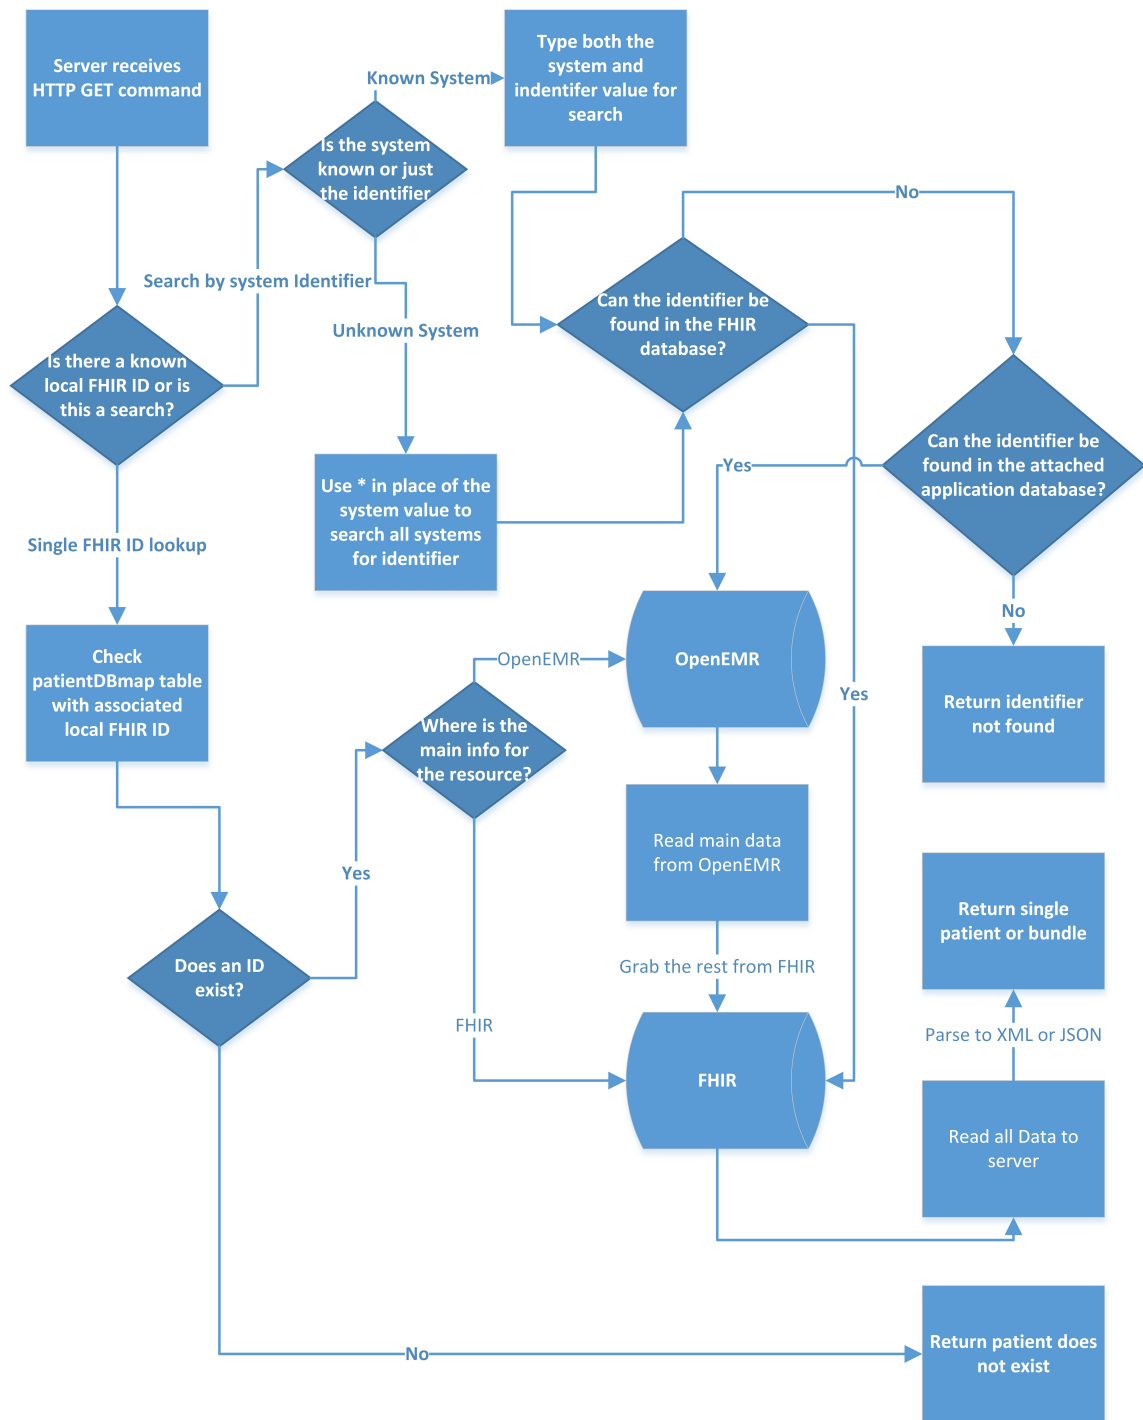 Server receives
HTTP GET command
Known System
Type both the
system and
indentifer value for
search
Is the system
known or just
the identifier
No
Search by system Identifier
Unknown System
Can the identifier be
found in the FHIR
database?
Is there a known
local FHIR ID or is
this a search?
Can the identifier be
found in the attached
application database?
Yes
Use * in place of the
system value to
search all systems
for identifier
Single FHIR ID lookup
No
Check
patientDBmap table
with associated
local FHIR ID
OpenEMR
OpenEMR
Yes
Return identifier
not found
Where is the
main info for
the resource?
Read main data
from OpenEMR
Yes
Return single
patient or bundle
Does an ID
exist?
Grab the rest from FHIR
FHIR
Parse to XML or JSON
FHIR
Read all Data to
server
No
Return patient does
not exist